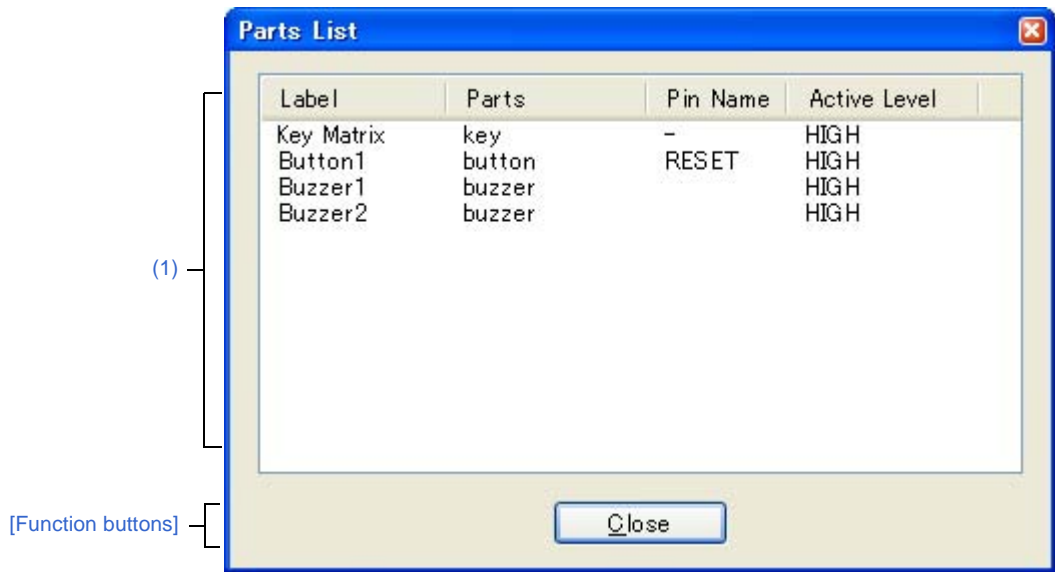 Parts List
Label Parts Pin Name Active Level
Key Matrix key - HIGH
Button1 button RESET HIGH
Buzzer1 buzzer HIGH
Buzzer2 buzzer HIGH
(1)
[Function buttons]
Close